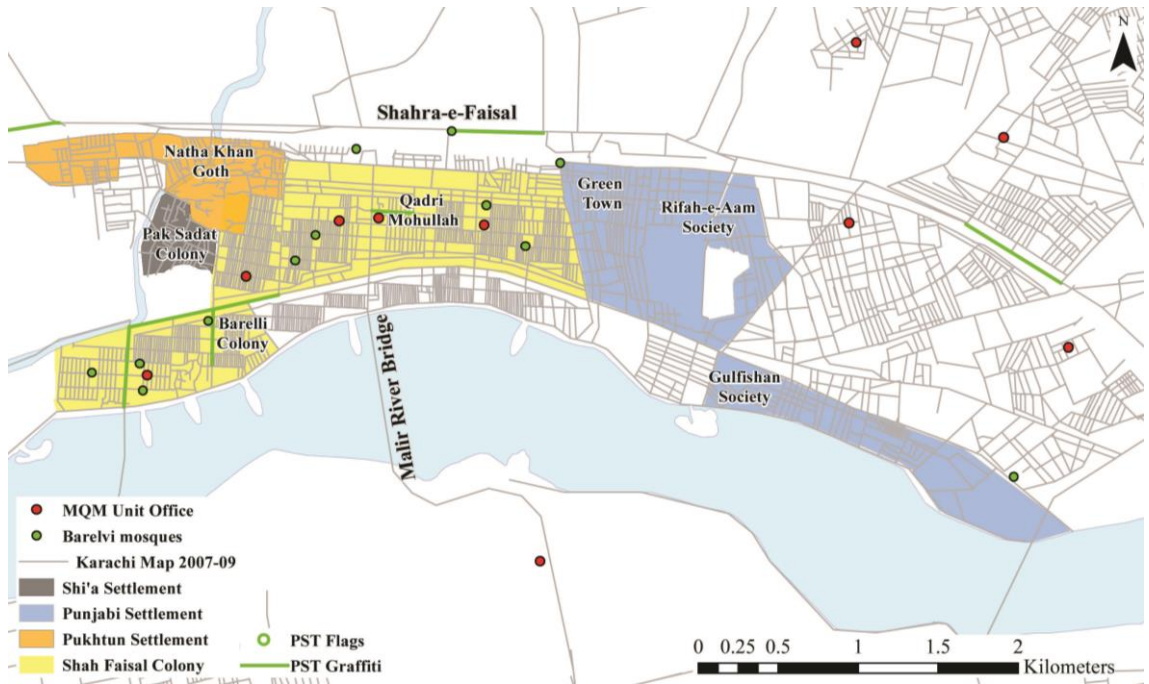 N
Shahra-e-Faisal
Natha Khan
Goth
Qadri
Mohullah
Green
Town
Rifah-e-Aam
Society
Pak Sadat
Colony
Barelli
Colony
Malir River Bridge
Gulfishan
Society
MQM Unit Office
Barelvi mosques
Karachi Map 2007-09
Shi'a Settlement
Punjabi Settlement
Pukhtun Settlement
Shah Faisal Colony
PST Flags
PST Graffiti
0 0.25 0.5 1 1.5 2
Kilometers